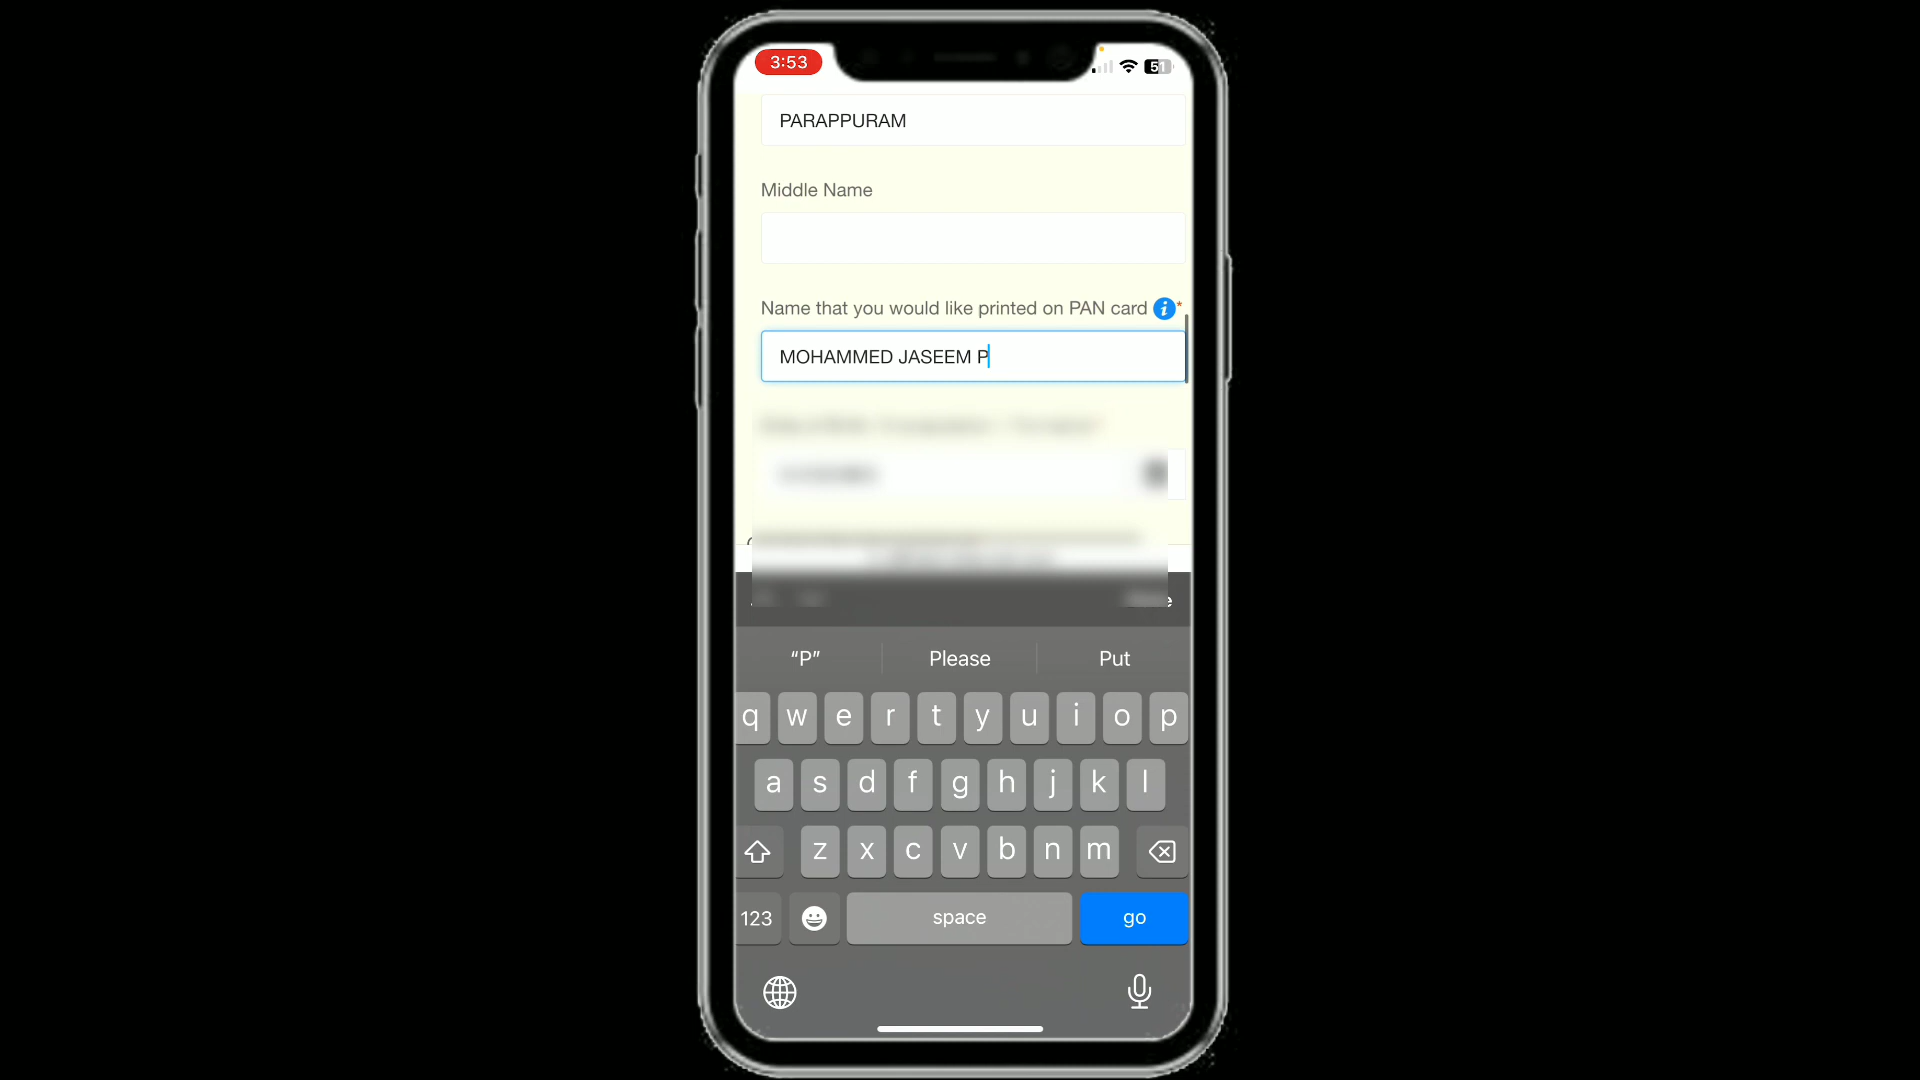 3:53
51
PARAPPURAM
Middle Name
Name that you would like printed on PAN card i *
MOHAMMED JASEEM P
“P” Please Put
q w e r t y u i o p
a s d f g h j k l
z x c v b n m
123 space go